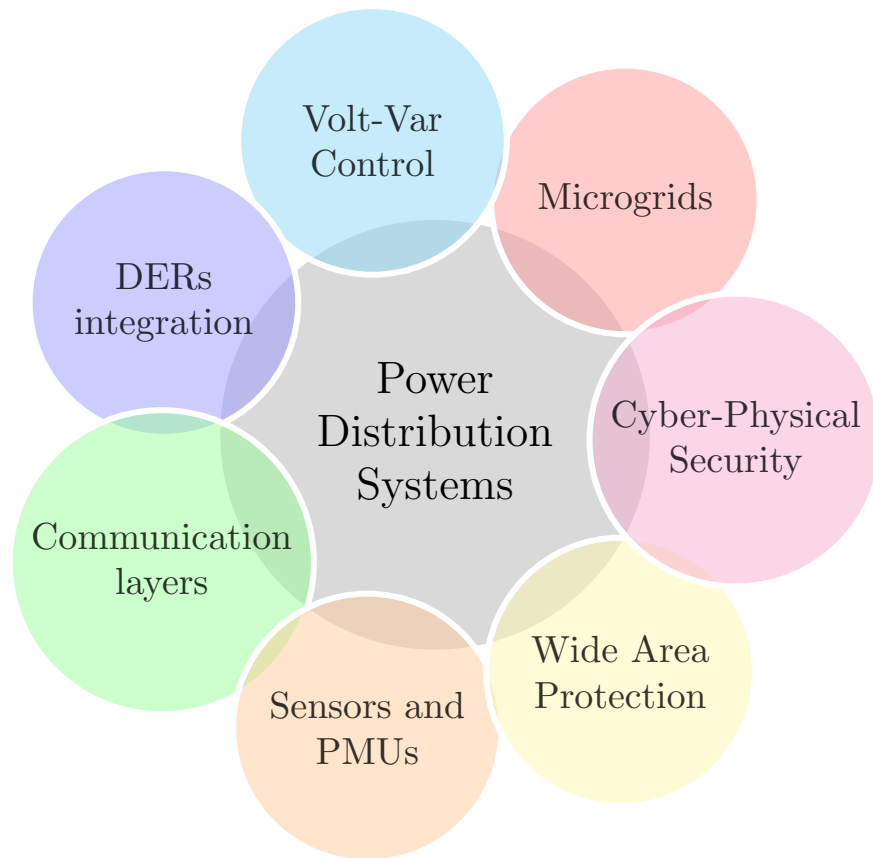 Volt-Var
Control
Microgrids
DERs
integration
Power
Distribution
Systems
Cyber-Physical
Security
Communication
layers
Wide Area
Protection
Sensors and
PMUs